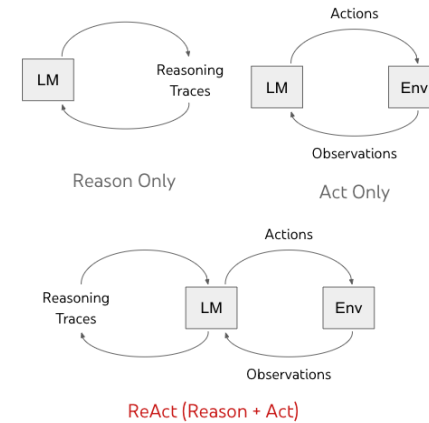 Actions
LM
Reasoning
Traces
LM
Env
Observations
Reason Only
Act Only
Actions
Reasoning
Traces
LM
Env
Observations
ReAct (Reason + Act)